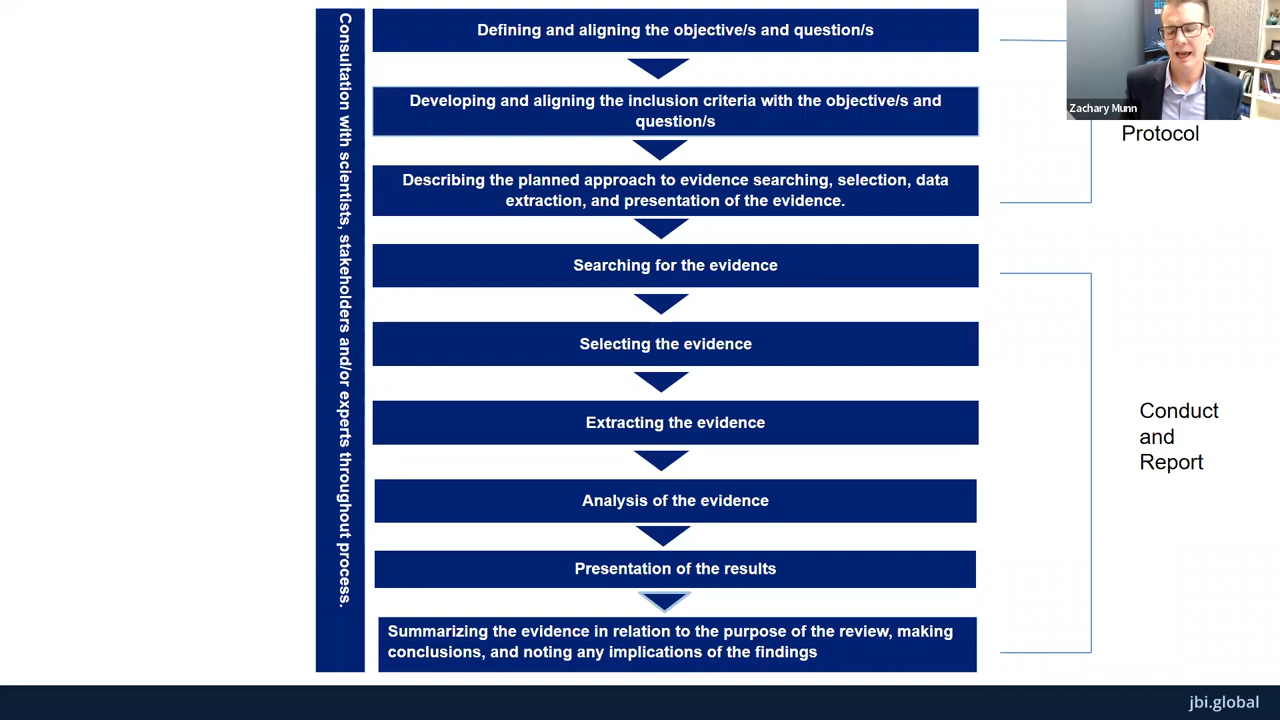 Consultation with scientists, stakeholders and/or experts throughout process.
Defining and aligning the objective/s and question/s
Developing and aligning the inclusion criteria with the objective/s and
question/s
Describing the planned approach to evidence searching, selection, data
extraction, and presentation of the evidence.
Searching for the evidence
Selecting the evidence
Extracting the evidence
Analysis of the evidence
Presentation of the results
Summarizing the evidence in relation to the purpose of the review, making
conclusions, and noting any implications of the findings
Zachary Munn
Protocol
Conduct
and
Report
jbi.global